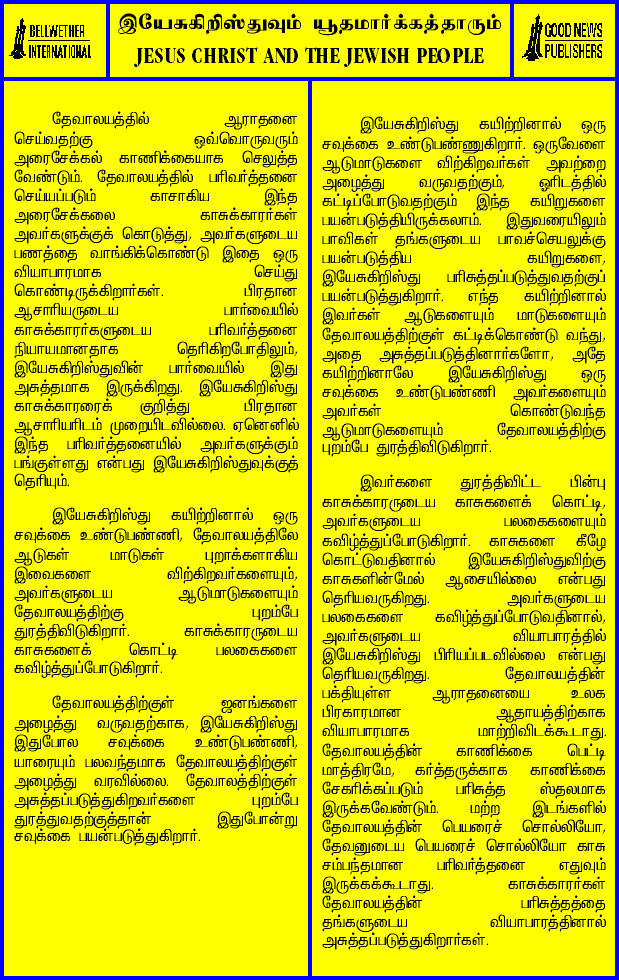 BELLWETHER
INTERNATIONAL
இயேசுகிறிஸ்துவும் யூதமார்க்கத்தாரும்
JESUS CHRIST AND THE JEWISH PEOPLE
GOOD NEWS
PUBLISHERS
தேவாலயத்தில் ஆராதனை
செய்வதற்கு ஒவ்வொருவரும்
அரைசேக்கல் காணிக்கையாக செலுத்த
வேண்டும். தேவாலயத்தில் பரிவர்த்தனை
செய்யப்படும் காசாகிய இந்த
அரைசேக்கலை காசுக்காரர்கள்
அவர்களுக்குக் கொடுத்து, அவர்களுடைய
பணத்தை வாங்கிக்கொண்டு இதை ஒரு
வியாபாரமாக செய்து
கொண்டிருக்கிறார்கள். பிரதான
ஆசாரியருடைய பார்வையில்
காசுக்காரர்களுடைய பரிவர்த்தனை
நியாயமானதாக தெரிகிறபோதிலும்,
இயேசுகிறிஸ்துவின் பார்வையில் இது
அசுத்தமாக இருக்கிறது. இயேசுகிறிஸ்து
காசுக்காரரைக் குறித்து பிரதான
ஆசாரியரிடம் முறையிடவில்லை. ஏனெனில்
இந்த பரிவர்த்தனையில் அவர்களுக்கும்
பங்குள்ளது என்பது இயேசுகிறிஸ்துவுக்குத்
தெரியும்.
இயேசுகிறிஸ்து கயிற்றினால் ஒரு
சவுக்கை உண்டுபண்ணி, தேவாலயத்திலே
ஆடுகள் மாடுகள் புறாக்களாகிய
இவைகளை விற்கிறவர்களையும்,
அவர்களுடைய ஆடுமாடுகளையும்
தேவாலயத்திற்கு புறம்பே
துரத்திவிடுகிறார். காசுக்காரருடைய
காசுகளைக் கொட்டி பலகைகளை
கவிழ்த்துப்போடுகிறார்.
தேவாலயத்திற்குள் ஜனங்களை
அழைத்து வருவதற்காக, இயேசுகிறிஸ்து
இதுபோல சவுக்கை உண்டுபண்ணி,
யாரையும் பலவந்தமாக தேவாலயத்திற்குள்
அழைத்து வரவில்லை. தேவாலத்திற்குள்
அசுத்தப்படுத்துகிறவர்களை புறம்பே
துரத்துவதற்குத்தான் இதுபோன்று
சவுக்கை பயன்படுத்துகிறார்.
இயேசுகிறிஸ்து கயிற்றினால் ஒரு
சவுக்கை உண்டுபண்ணுகிறார். ஒருவேளை
ஆடுமாடுகளை விற்கிறவர்கள் அவற்றை
அழைத்து வருவதற்கும், ஓரிடத்தில்
கட்டிப்போடுவதற்கும் இந்த கயிறுகளை
பயன்படுத்தியிருக்கலாம். இதுவரையிலும்
பாவிகள் தங்களுடைய பாவச்செயலுக்கு
பயன்படுத்திய கயிறுகளை,
இயேசுகிறிஸ்து பரிசுத்தப்படுத்துவதற்குப்
பயன்படுத்துகிறார். எந்த கயிற்றினால்
இவர்கள் ஆடுகளையும் மாடுகளையும்
தேவாலயத்திற்குள் கட்டிக்கொண்டு வந்து,
அதை அசுத்தப்படுத்தினார்களோ, அதே
கயிற்றினாலே இயேசுகிறிஸ்து ஒரு
சவுக்கை உண்டுபண்ணி அவர்களையும்
அவர்கள் கொண்டுவந்த
ஆடுமாடுகளையும் தேவாலயத்திற்கு
புறம்பே துரத்திவிடுகிறார்.
இவர்களை துரத்திவிட்ட பின்பு
காசுக்காரருடைய காசுகளைக் கொட்டி,
அவர்களுடைய பலகைகளையும்
கவிழ்த்துப்போடுகிறார். காசுகளை கீழே
கொட்டுவதினால் இயேசுகிறிஸ்துவிற்கு
காசுகளின்மேல் ஆசையில்லை என்பது
தெரியவருகிறது. அவர்களுடைய
பலகைகளை கவிழ்த்துப்போடுவதினால்,
அவர்களுடைய வியாபாரத்தில்
இயேசுகிறிஸ்து பிரியப்படவில்லை என்பது
தெரியவருகிறது. தேவாலயத்தின்
பக்தியுள்ள ஆராதனையை உலக
பிரகாரமான ஆதாயத்திற்காக
வியாபாரமாக மாற்றிவிடக்கூடாது.
தேவாலயத்தின் காணிக்கை பெட்டி
மாத்திரமே, கர்த்தருக்காக காணிக்கை
சேகரிக்கப்படும் பரிசுத்த ஸ்தலமாக
இருக்கவேண்டும். மற்ற இடங்களில்
தேவாலயத்தின் பெயரைச் சொல்லியோ,
தேவனுடைய பெயரைச் சொல்லியோ காசு
சம்பந்தமான பரிவர்த்தனை எதுவும்
இருக்கக்கூடாது. காசுக்காரர்கள்
தேவாலயத்தின் பரிசுத்தத்தை
தங்களுடைய வியாபாரத்தினால்
அசுத்தப்படுத்துகிறார்கள்.